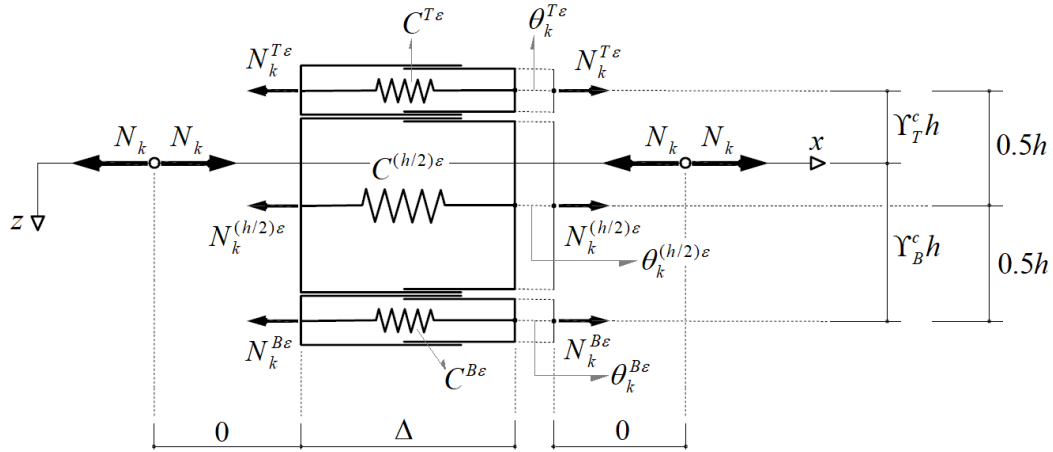 C^{Tε} θ_k^{Tε}
N_k^{Tε} N_k^{Tε}
N_k N_k C^{(h/2)ε} N_k N_k x ϒ_T^c h 0.5h
z N_k^{(h/2)ε} N_k^{(h/2)ε} ϒ_B^c h 0.5h
θ_k^{(h/2)ε}
N_k^{Bε} C^{Bε} N_k^{Bε} θ_k^{Bε}
0 Δ 0